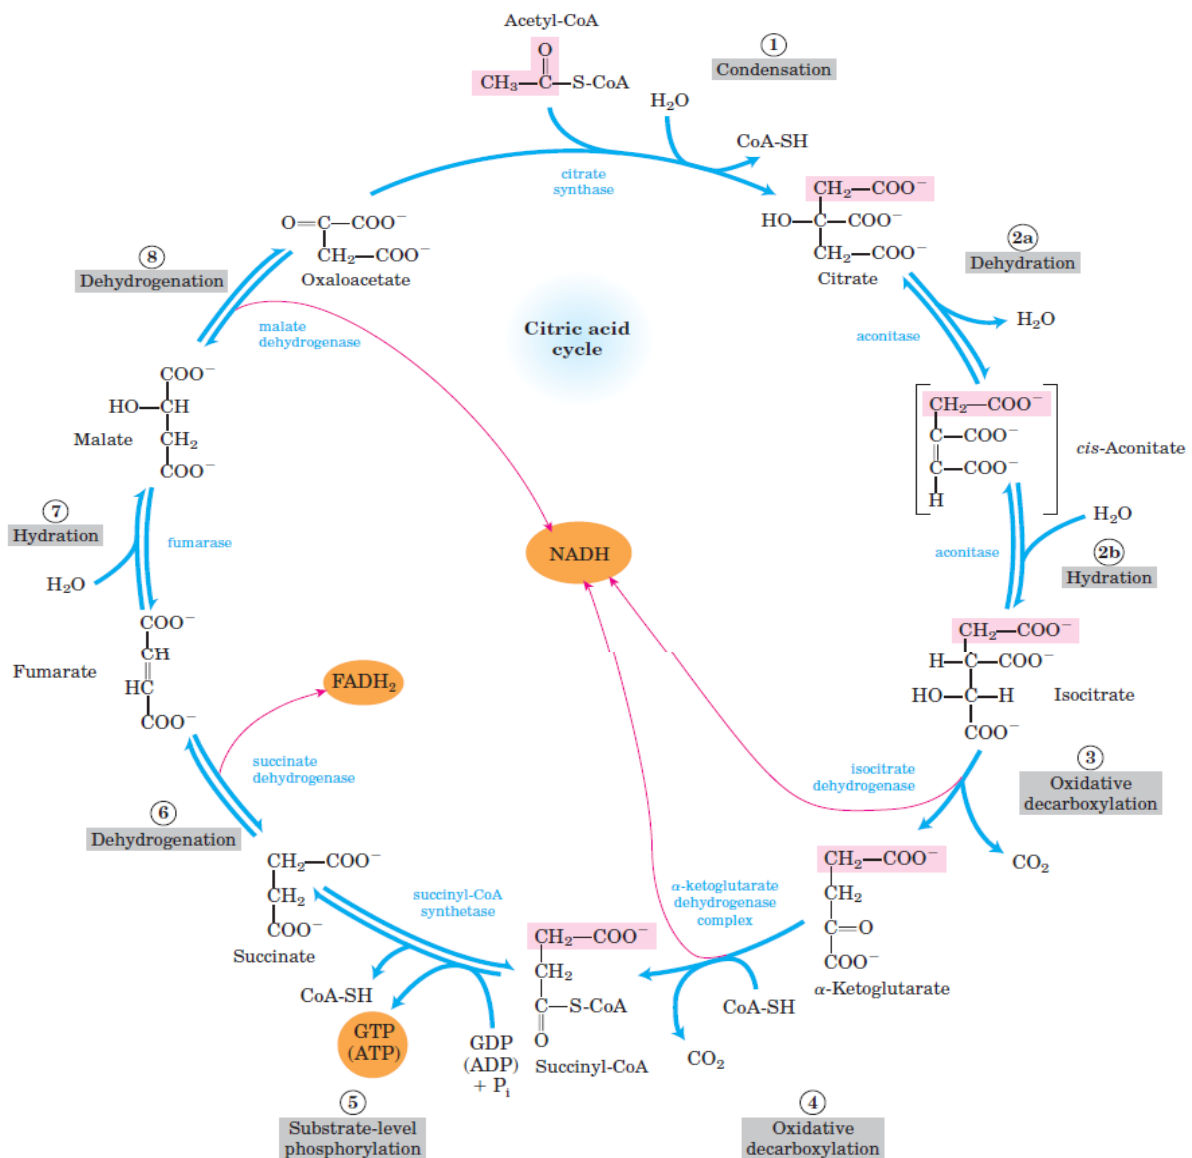 Acetyl-CoA
O
CH₃—C—S-CoA
①
Condensation
H₂O
CoA-SH
citrate
synthase
CH₂—COO⁻
HO—C—COO⁻
CH₂—COO⁻
Citrate
2a
Dehydration
H₂O
aconitase
CH₂—COO⁻
C—COO⁻
C—COO⁻
H
cis-Aconitate
H₂O
aconitase
2b
Hydration
CH₂—COO⁻
H—C—COO⁻
HO—C—H
COO⁻
Isocitrate
③
Oxidative
decarboxylation
isocitrate
dehydrogenase
CO₂
CH₂—COO⁻
CH₂
C=O
COO⁻
α-Ketoglutarate
α-ketoglutarate
dehydrogenase
complex
CoA-SH
CO₂
④
Oxidative
decarboxylation
CH₂—COO⁻
CH₂
C—S-CoA
O
Succinyl-CoA
succinyl-CoA
synthetase
GDP
(ADP)
+ Pᵢ
GTP
(ATP)
CoA-SH
⑤
Substrate-level
phosphorylation
CH₂—COO⁻
CH₂
COO⁻
Succinate
⑥
Dehydrogenation
succinate
dehydrogenase
FADH₂
COO⁻
CH
HC
COO⁻
Fumarate
⑦
Hydration
H₂O
fumarase
COO⁻
HO—CH
CH₂
COO⁻
Malate
⑧
Dehydrogenation
malate
dehydrogenase
O=C—COO⁻
CH₂—COO⁻
Oxaloacetate
Citric acid
cycle
NADH